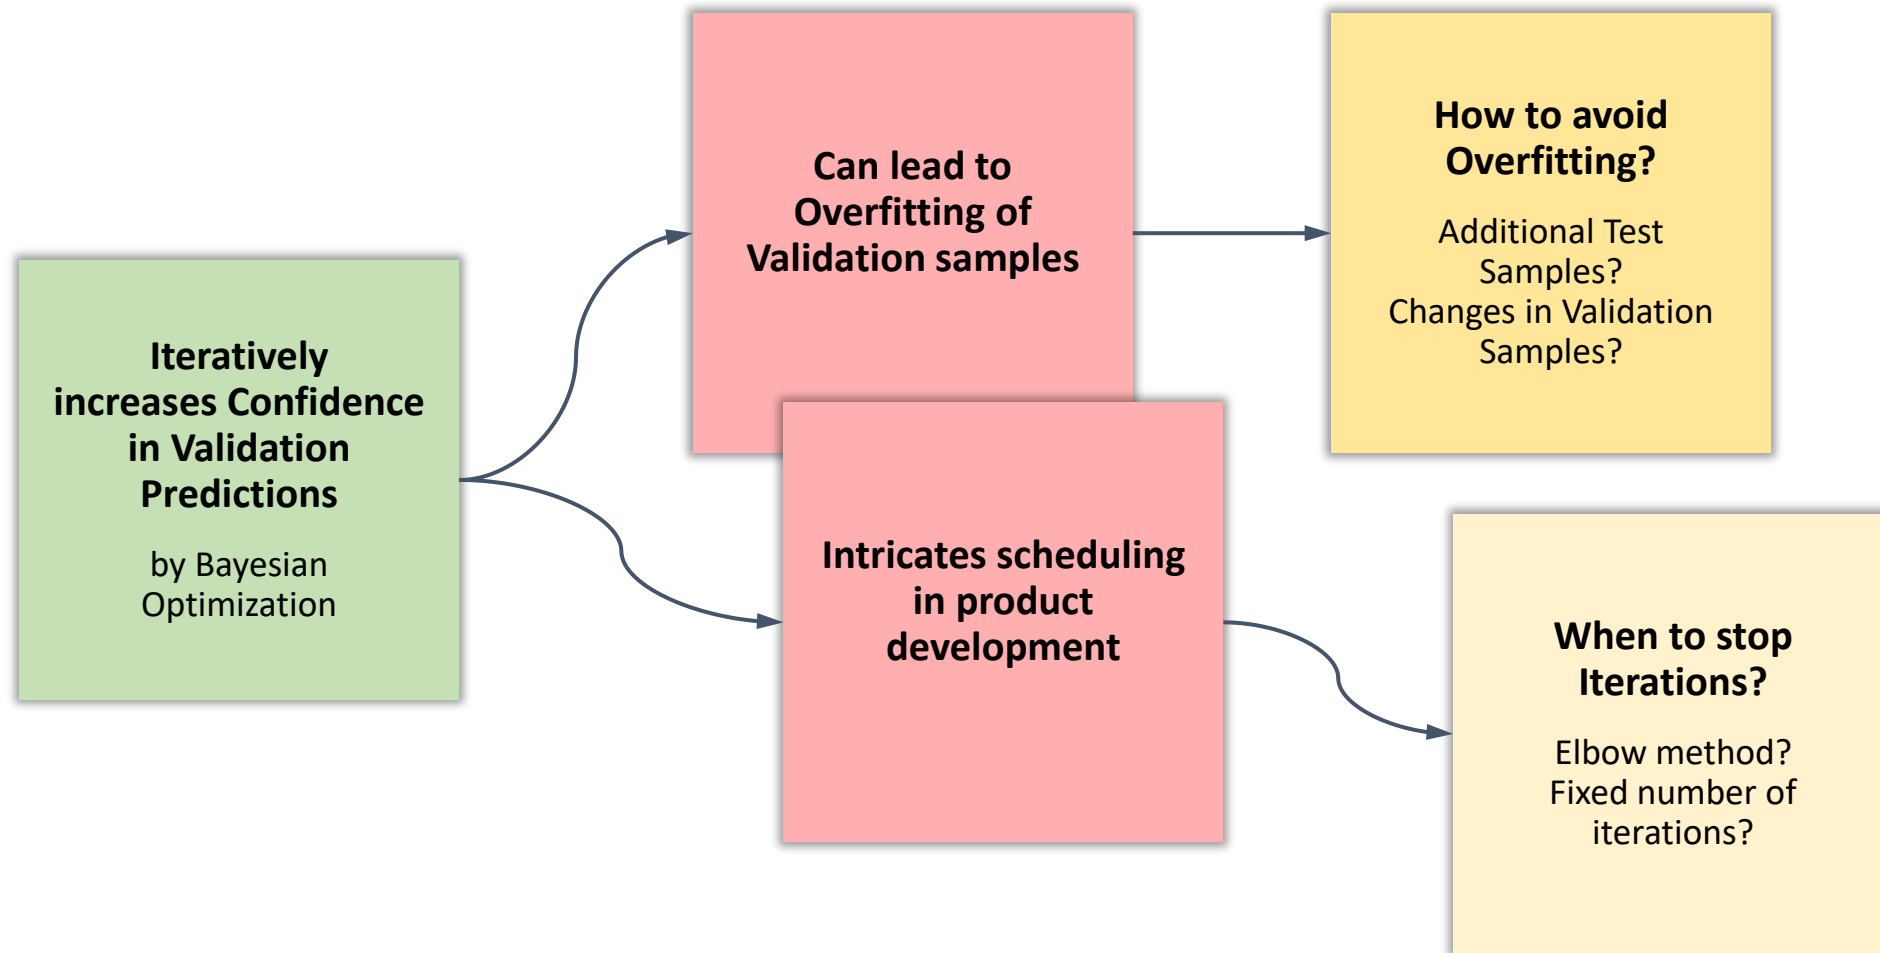 Iteratively
increases Confidence
in Validation
Predictions
by Bayesian
Optimization
Can lead to
Overfitting of
Validation samples
How to avoid
Overfitting?
Additional Test
Samples?
Changes in Validation
Samples?
Intricates scheduling
in product
development
When to stop
Iterations?
Elbow method?
Fixed number of
iterations?